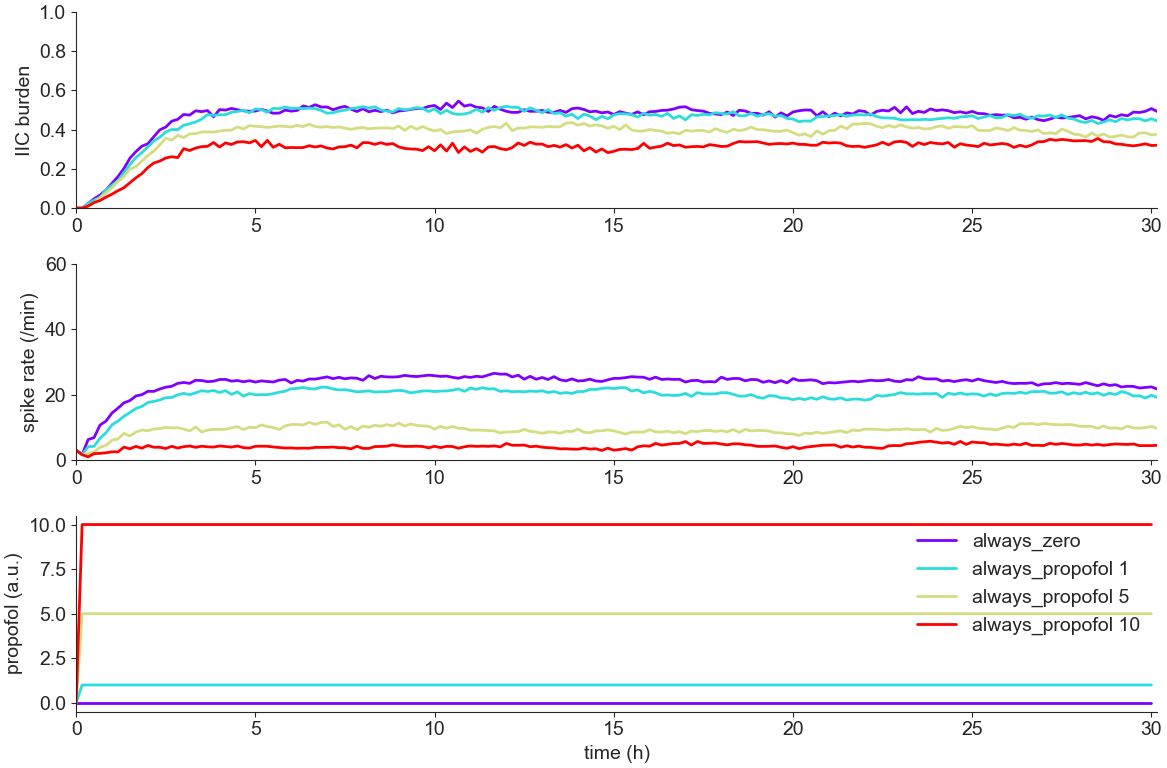 1.0
0.8
0.6
0.4
0.2
0.0
IIC burden
0 5 10 15 20 25 30
60
40
20
0
spike rate (/min)
0 5 10 15 20 25 30
10.0
7.5
5.0
2.5
0.0
propofol (a.u.)
always_zero
always_propofol 1
always_propofol 5
always_propofol 10
0 5 10 15 20 25 30
time (h)